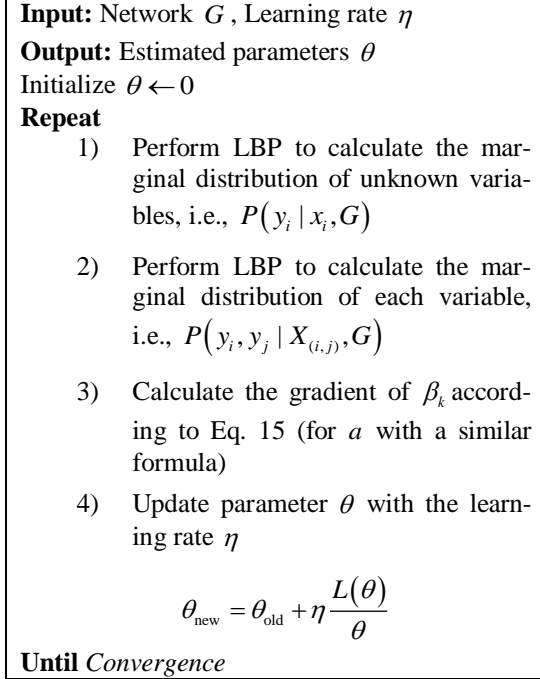 Input: Network G , Learning rate η
Output: Estimated parameters θ
Initialize θ ← 0
Repeat
1) Perform LBP to calculate the mar-
ginal distribution of unknown varia-
bles, i.e., P(y_i | x_i, G)
2) Perform LBP to calculate the mar-
ginal distribution of each variable,
i.e., P(y_i, y_j | X_(i,j), G)
3) Calculate the gradient of β_k accord-
ing to Eq. 15 (for a with a similar
formula)
4) Update parameter θ with the learn-
ing rate η
θ_new = θ_old + η L(θ)/θ
Until Convergence